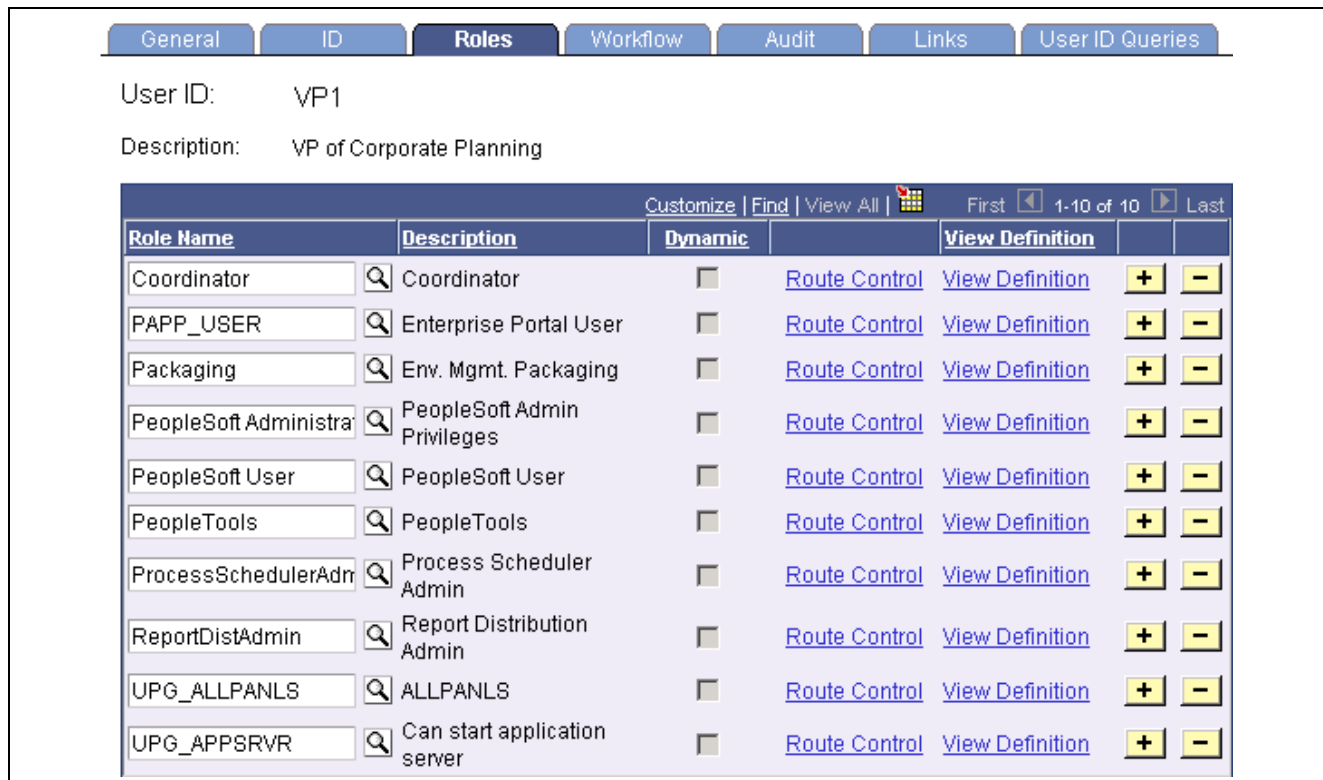 General ID Roles Workflow Audit Links User ID Queries
User ID: VP1
Description: VP of Corporate Planning
Customize | Find | View All | First 1-10 of 10 Last
Role Name Description Dynamic View Definition
Coordinator Coordinator Route Control View Definition + −
PAPP_USER Enterprise Portal User Route Control View Definition + −
Packaging Env. Mgmt. Packaging Route Control View Definition + −
PeopleSoft Administrat PeopleSoft Admin Route Control View Definition + −
Privileges
PeopleSoft User PeopleSoft User Route Control View Definition + −
PeopleTools PeopleTools Route Control View Definition + −
ProcessSchedulerAdm Process Scheduler Route Control View Definition + −
Admin
ReportDistAdmin Report Distribution Route Control View Definition + −
Admin
UPG_ALLPANLS ALLPANLS Route Control View Definition + −
UPG_APPSRVR Can start application Route Control View Definition + −
server